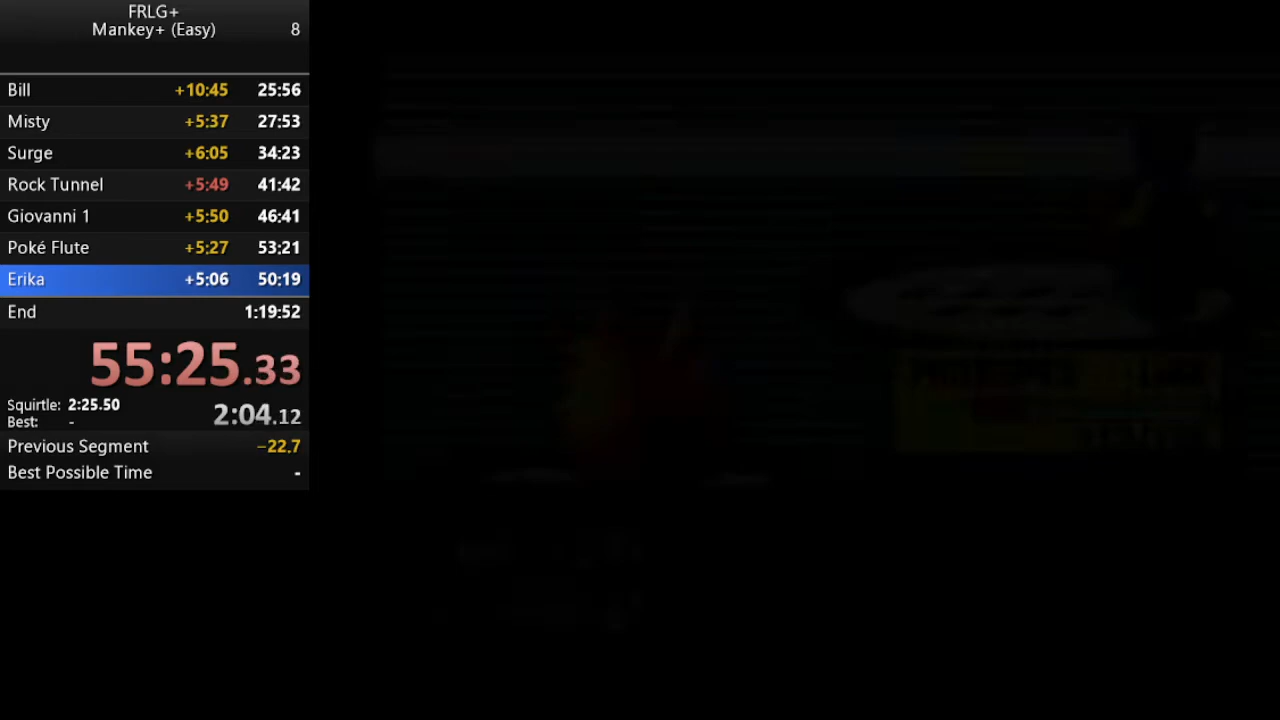 FRLG+
Mankey+ (Easy) 8
Bill +10:45 25:56
Misty +5:37 27:53
Surge +6:05 34:23
Rock Tunnel +5:49 41:42
Giovanni 1 +5:50 46:41
Poké Flute +5:27 53:21
Erika +5:06 50:19
End 1:19:52
55:25.33
Squirtle: 2:25.50
Best: - 2:04.12
Previous Segment −22.7
Best Possible Time -